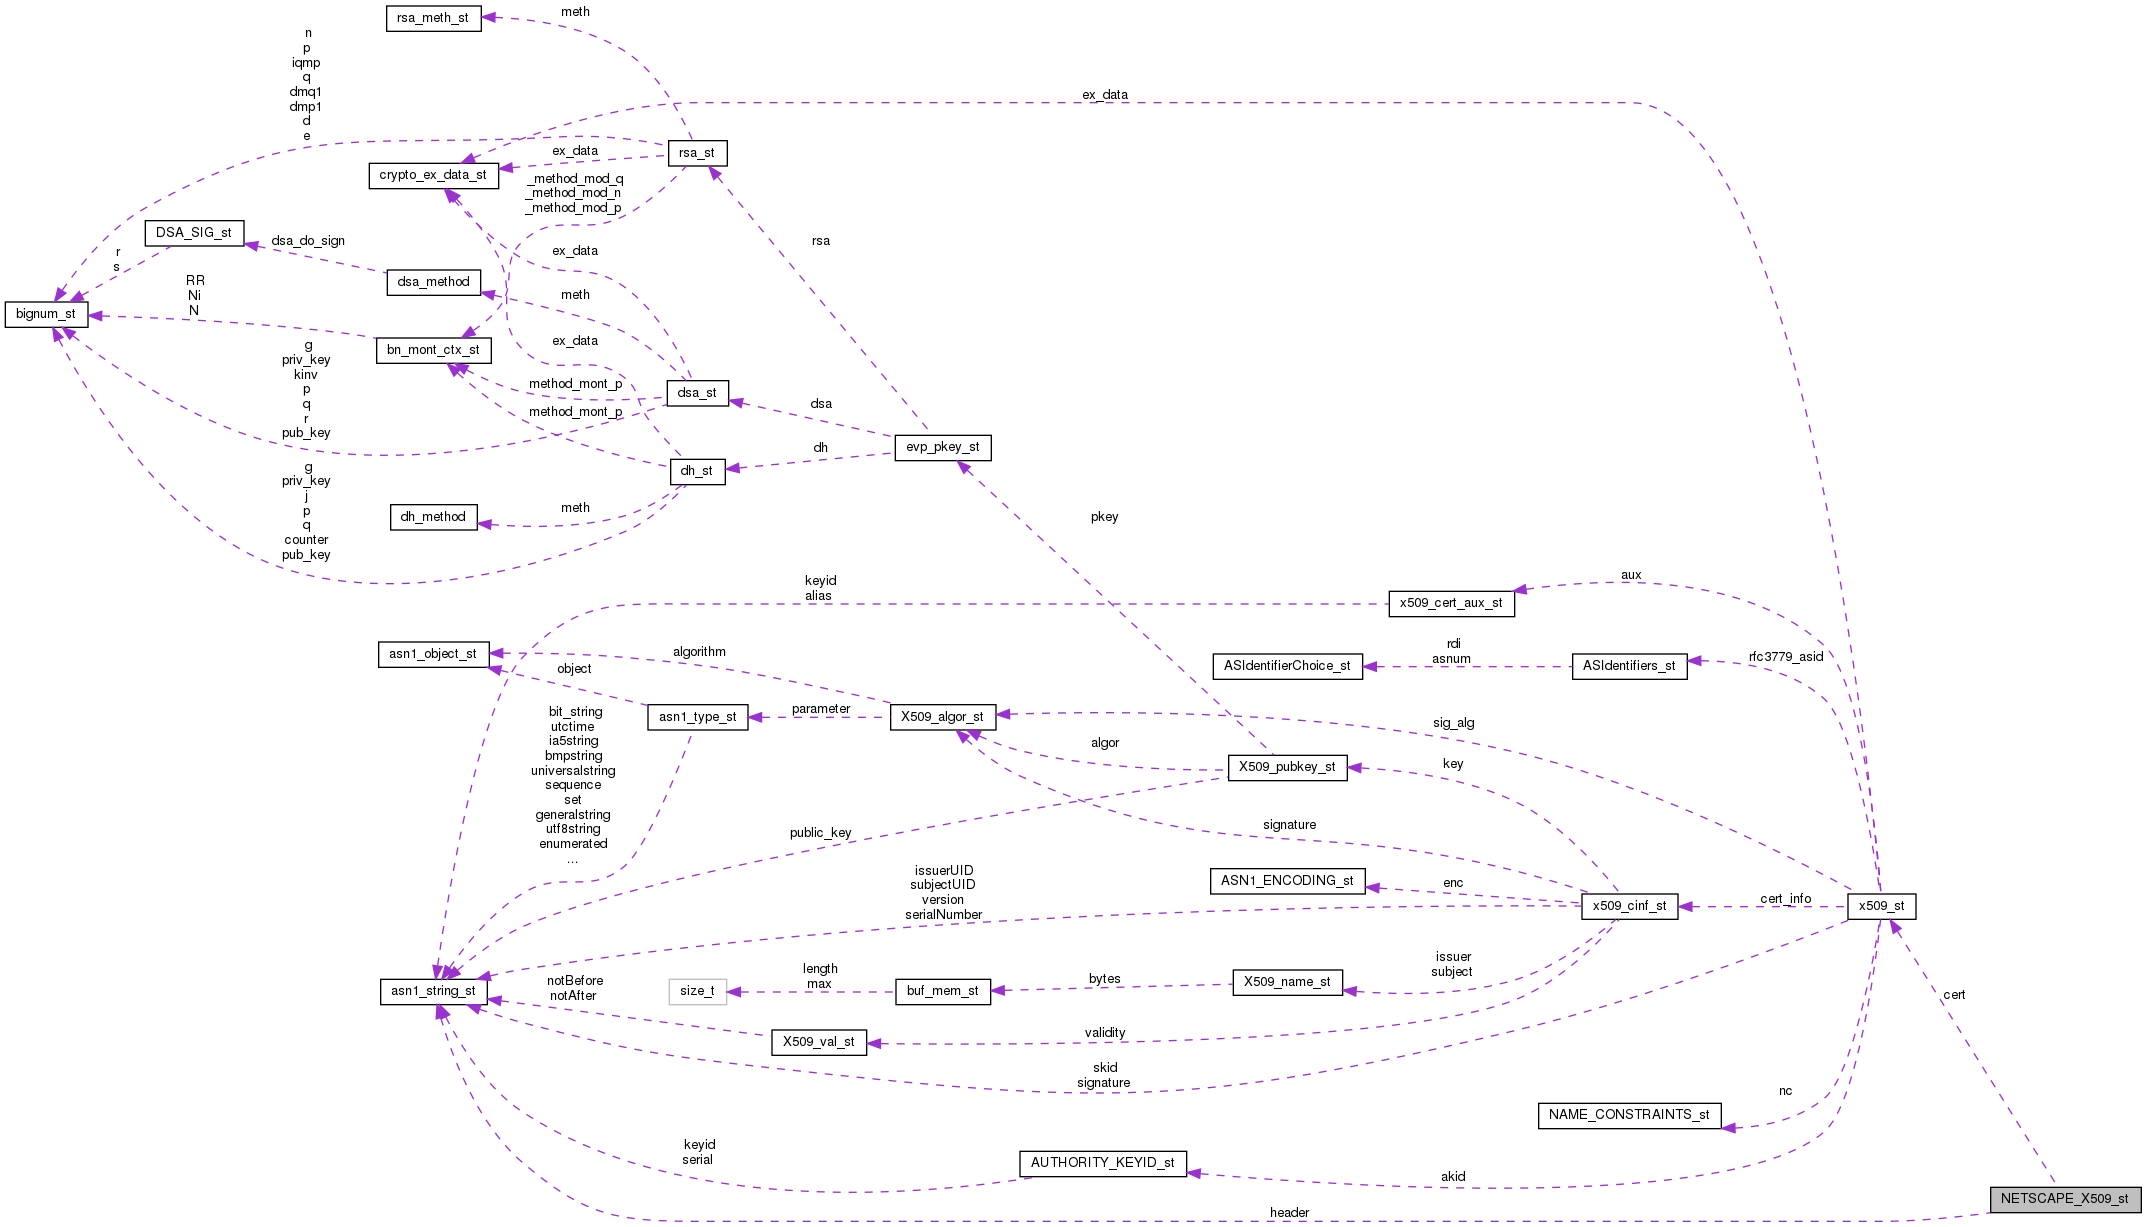 rsa_meth_st
meth
n
p
iqmp
q
dmq1
dmp1
d
e
ex_data
rsa_st
ex_data
crypto_ex_data_st
_method_mod_q
_method_mod_n
_method_mod_p
DSA_SIG_st
dsa_do_sign
rsa
r
s
ex_data
dsa_method
RR
Ni
N
meth
bignum_st
bn_mont_ctx_st
ex_data
g
priv_key
kinv
p
q
r
pub_key
method_mont_p
dsa_st
dsa
method_mont_p
evp_pkey_st
dh
dh_st
g
priv_key
j
p
q
counter
pub_key
meth
dh_method
pkey
keyid
alias
aux
x509_cert_aux_st
asn1_object_st
algorithm
object
ASIdentifierChoice_st
rdi
asnum
ASIdentifiers_st
rfc3779_asid
bit_string
utctime
ia5string
bmpstring
universalstring
sequence
set
generalstring
utf8string
enumerated
...
asn1_type_st
parameter
X509_algor_st
sig_alg
algor
X509_pubkey_st
key
public_key
signature
issuerUID
subjectUID
version
serialNumber
ASN1_ENCODING_st
enc
x509_cinf_st
cert_info
x509_st
asn1_string_st
notBefore
notAfter
size_t
length
max
buf_mem_st
bytes
X509_name_st
issuer
subject
cert
X509_val_st
validity
skid
signature
nc
NAME_CONSTRAINTS_st
keyid
serial
AUTHORITY_KEYID_st
akid
NETSCAPE_X509_st
header